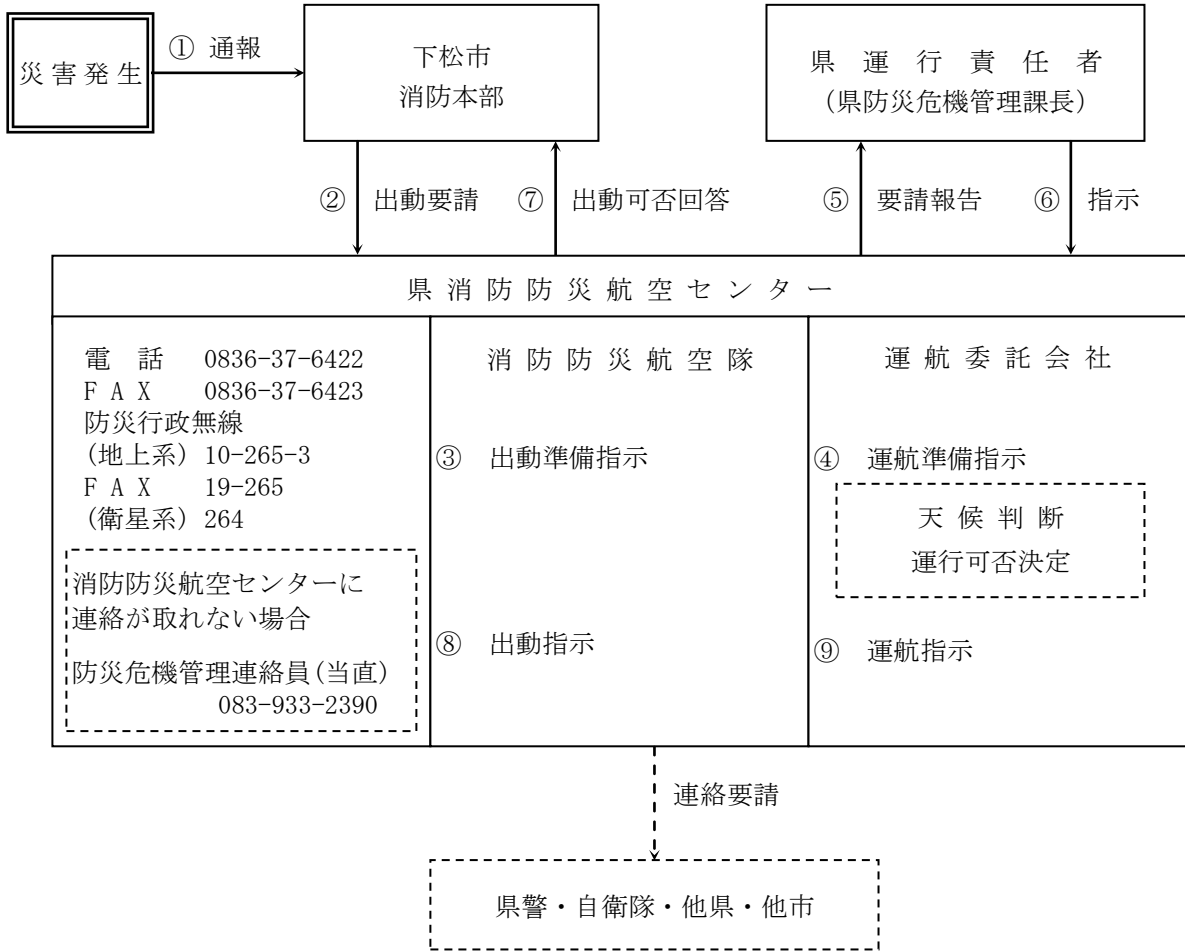 災害発生
① 通報
下松市
消防本部
県運行責任者
(県防災危機管理課長)
② 出動要請
⑦ 出動可否回答
⑤ 要請報告
⑥ 指示
県消防防災航空センター
電話 0836-37-6422
FAX 0836-37-6423
防災行政無線
(地上系) 10-265-3
FAX 19-265
(衛星系) 264
消防防災航空センターに
連絡が取れない場合
防災危機管理連絡員(当直)
083-933-2390
消防防災航空隊
③ 出動準備指示
⑧ 出動指示
運航委託会社
④ 運航準備指示
天候判断
運行可否決定
⑨ 運航指示
連絡要請
県警・自衛隊・他県・他市